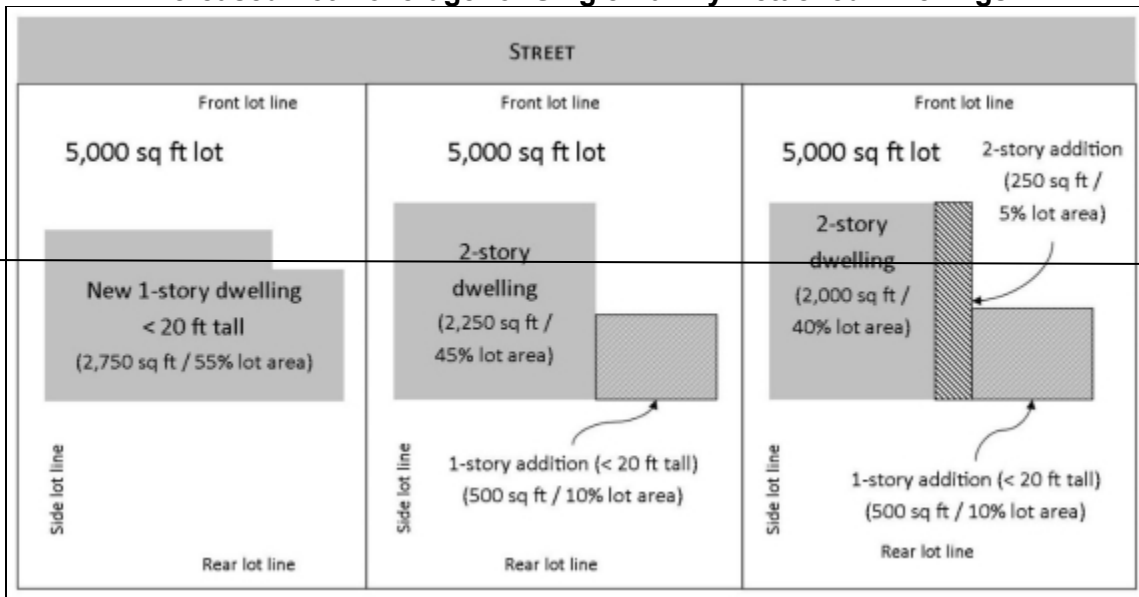 STREET
Front lot line
5,000 sq ft lot
New 1-story dwelling
< 20 ft tall
(2,750 sq ft / 55% lot area)
Side lot line
Rear lot line
Front lot line
5,000 sq ft lot
2-story
dwelling
(2,250 sq ft /
45% lot area)
1-story addition (< 20 ft tall)
(500 sq ft / 10% lot area)
Side lot line
Rear lot line
Front lot line
5,000 sq ft lot
2-story addition
(250 sq ft /
5% lot area)
2-story
dwelling
(2,000 sq ft /
40% lot area)
1-story addition (< 20 ft tall)
(500 sq ft / 10% lot area)
Side lot line
Rear lot line